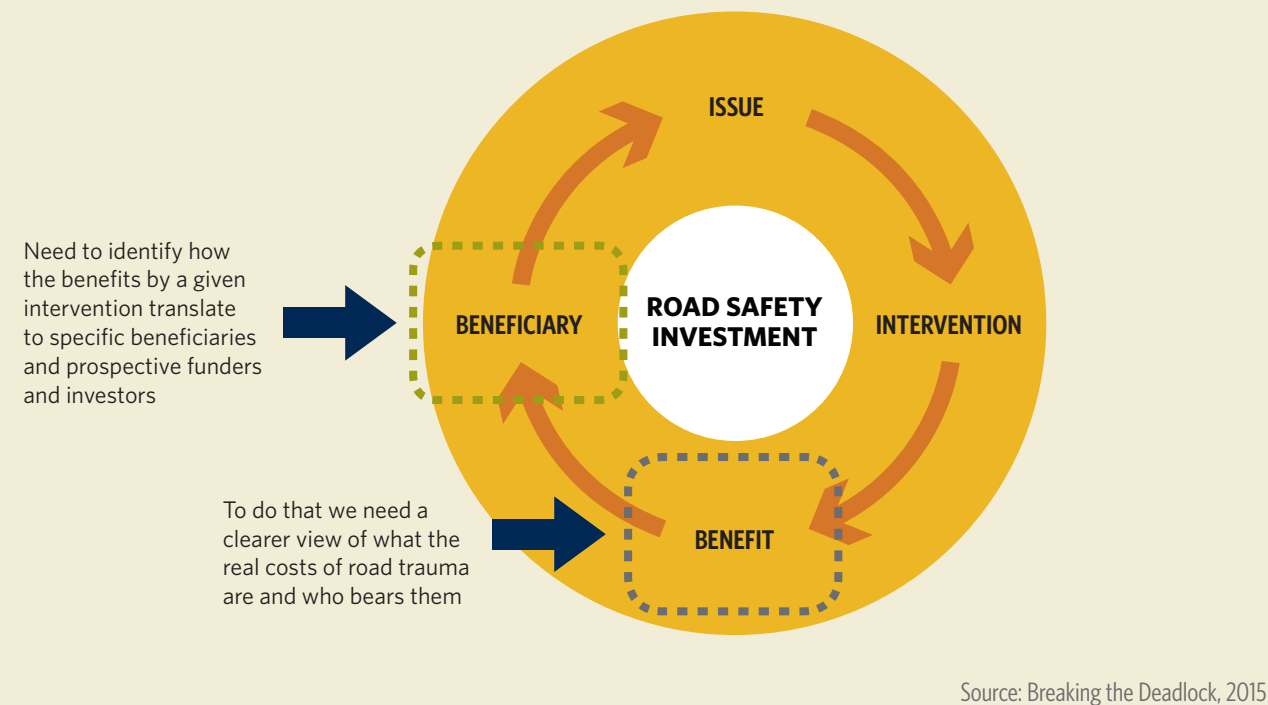 ISSUE
Need to identify how
the benefits by a given
intervention translate
to specific beneficiaries
and prospective funders
and investors
BENEFICIARY
ROAD SAFETY
INVESTMENT
INTERVENTION
To do that we need a
clearer view of what the
real costs of road trauma
are and who bears them
BENEFIT
Source: Breaking the Deadlock, 2015